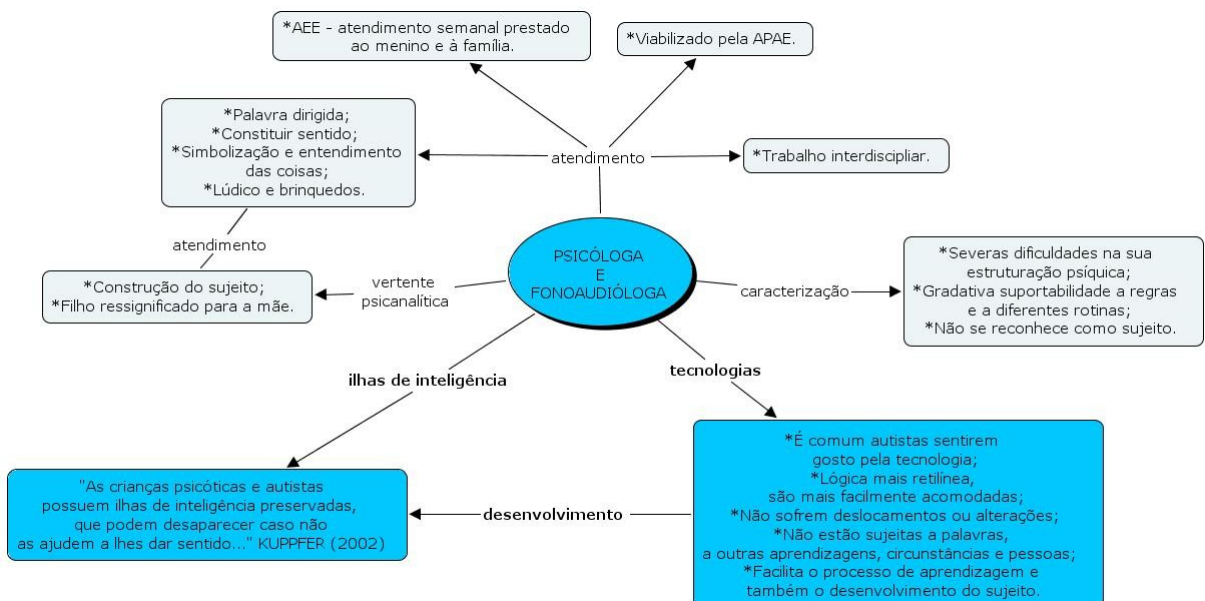 *AEE - atendimento semanal prestado
ao menino e à família.
*Viabilizado pela APAE.
*Palavra dirigida;
*Constituir sentido;
*Simbolização e entendimento
das coisas;
*Lúdico e brinquedos.
atendimento
*Trabalho interdiscipliar.
atendimento
*Construção do sujeito;
*Filho ressignificado para a mãe.
vertente
psicanalítica
PSICÓLOGA
E
FONOAUDIÓLOGA
caracterização
*Severas dificuldades na sua
estruturação psíquica;
*Gradativa suportabilidade a regras
e a diferentes rotinas;
*Não se reconhece como sujeito.
ilhas de inteligência
tecnologias
"As crianças psicóticas e autistas
possuem ilhas de inteligência preservadas,
que podem desaparecer caso não
as ajudem a lhes dar sentido..." KUPPFER (2002)
desenvolvimento
*É comum autistas sentirem
gosto pela tecnologia;
*Lógica mais retilínea,
são mais facilmente acomodadas;
*Não sofrem deslocamentos ou alterações;
*Não estão sujeitas a palavras,
a outras aprendizagens, circunstâncias e pessoas;
*Facilita o processo de aprendizagem e
também o desenvolvimento do sujeito.